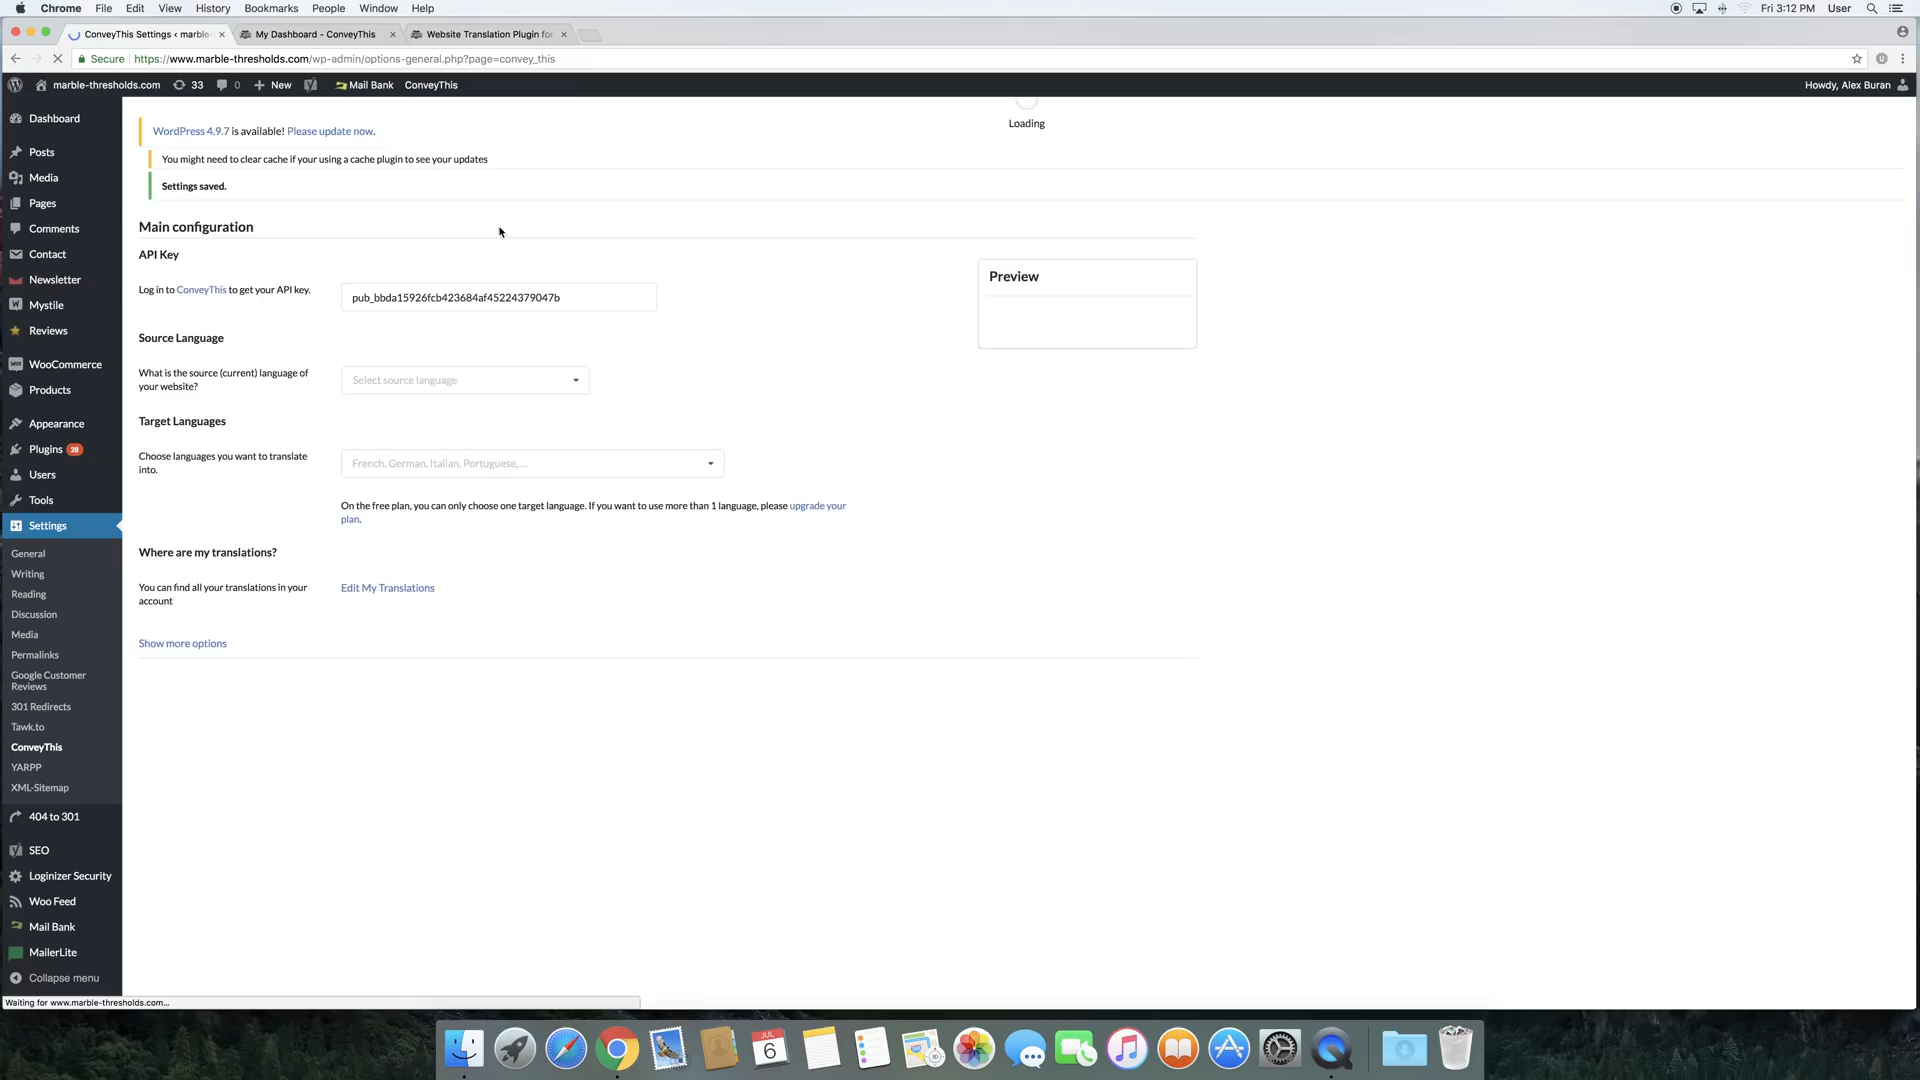 Chrome File Edit View History Bookmarks People Window Help Fri 3:12 PM User
ConveyThis Settings ‹ marble- My Dashboard - ConveyThis Website Translation Plugin for
Secure https://www.marble-thresholds.com/wp-admin/options-general.php?page=convey_this
marble-thresholds.com 33 0 New Mail Bank ConveyThis Howdy, Alex Buran
Loading
WordPress 4.9.7 is available! Please update now.
You might need to clear cache if your using a cache plugin to see your updates
Settings saved.
Main configuration
API Key
Log in to ConveyThis to get your API key.
pub_bbda15926fcb423684af45224379047b
Preview
Source Language
What is the source (current) language of
your website?
Select source language
Target Languages
Choose languages you want to translate
into.
French, German, Italian, Portuguese, ...
On the free plan, you can only choose one target language. If you want to use more than 1 language, please upgrade your
plan.
Where are my translations?
You can find all your translations in your
account
Edit My Translations
Show more options
Dashboard
Posts
Media
Pages
Comments
Contact
Newsletter
Mystile
Reviews
WooCommerce
Products
Appearance
Plugins 28
Users
Tools
Settings
General
Writing
Reading
Discussion
Media
Permalinks
Google Customer
Reviews
301 Redirects
Tawk.to
ConveyThis
YARPP
XML-Sitemap
404 to 301
SEO
Loginizer Security
Woo Feed
Mail Bank
MailerLite
Collapse menu
Waiting for www.marble-thresholds.com...
JUL
6
3D